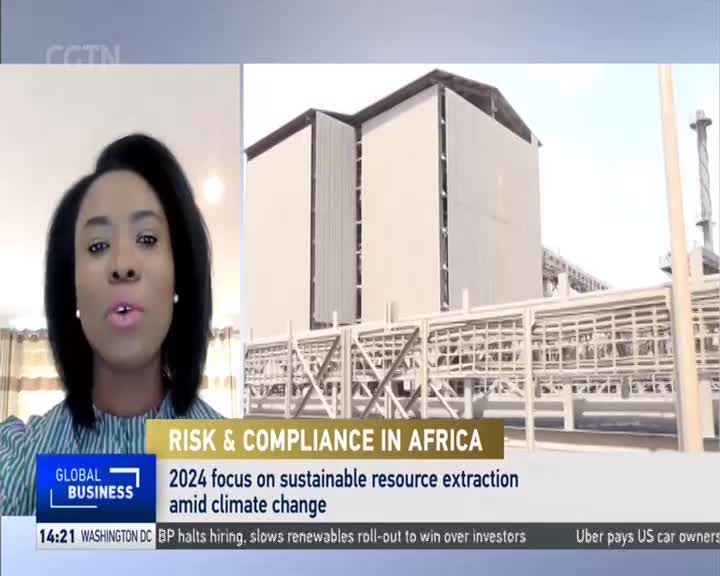 CGTN
RISK & COMPLIANCE IN AFRICA
GLOBAL
BUSINESS
2024 focus on sustainable resource extraction
amid climate change
14:21 WASHINGTON DC BP halts hiring, slows renewables roll-out to win over investors Uber pays US car owners